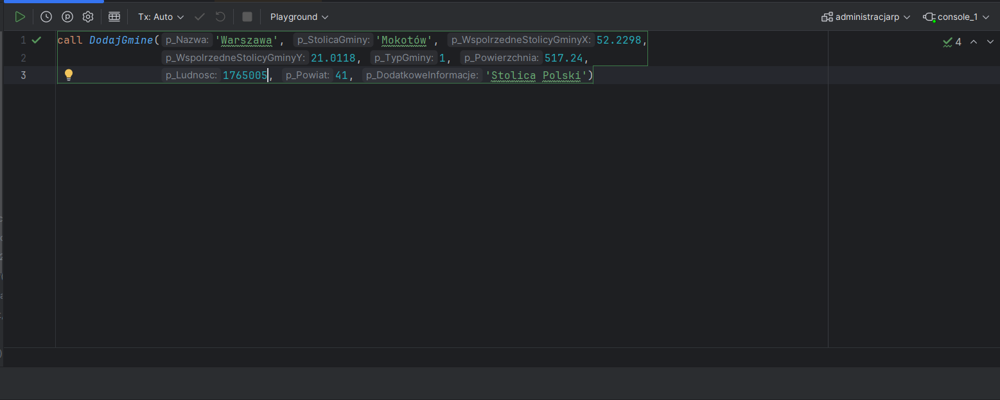 Tx: Auto Playground administracjarp console_1
1 call DodajGmine( p_Nazwa: 'Warszawa', p_StolicaGminy: 'Mokotów', p_WspolrzedneStolicyGminyX: 52.2298, 4
2 p_WspolrzedneStolicyGminyY: 21.0118, p_TypGminy: 1, p_Powierzchnia: 517.24,
3 p_Ludnosc: 1765005, p_Powiat: 41, p_DodatkoweInformacje: 'Stolica Polski')